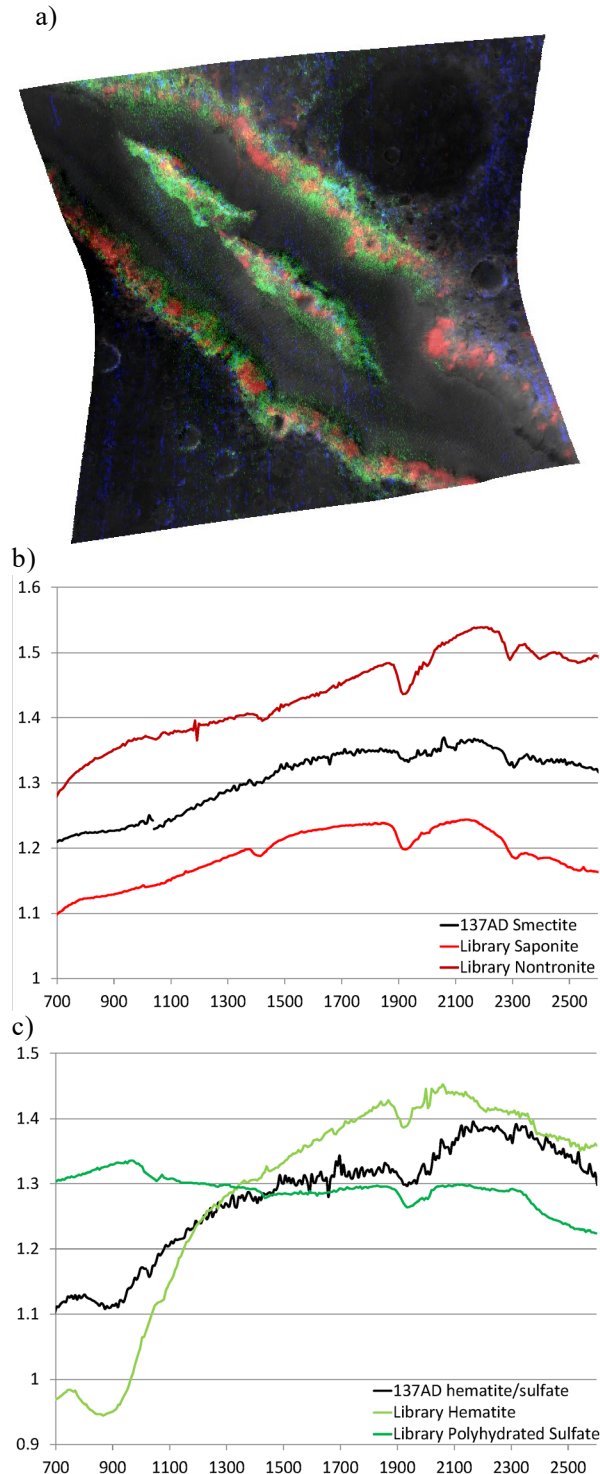 a)
b)
1.6
1.5
1.4
1.3
1.2
1.1
1
137AD Smectite
Library Saponite
Library Nontronite
700 900 1100 1300 1500 1700 1900 2100 2300 2500
c)
1.5
1.4
1.3
1.2
1.1
1
0.9
137AD hematite/sulfate
Library Hematite
Library Polyhydrated Sulfate
700 900 1100 1300 1500 1700 1900 2100 2300 2500